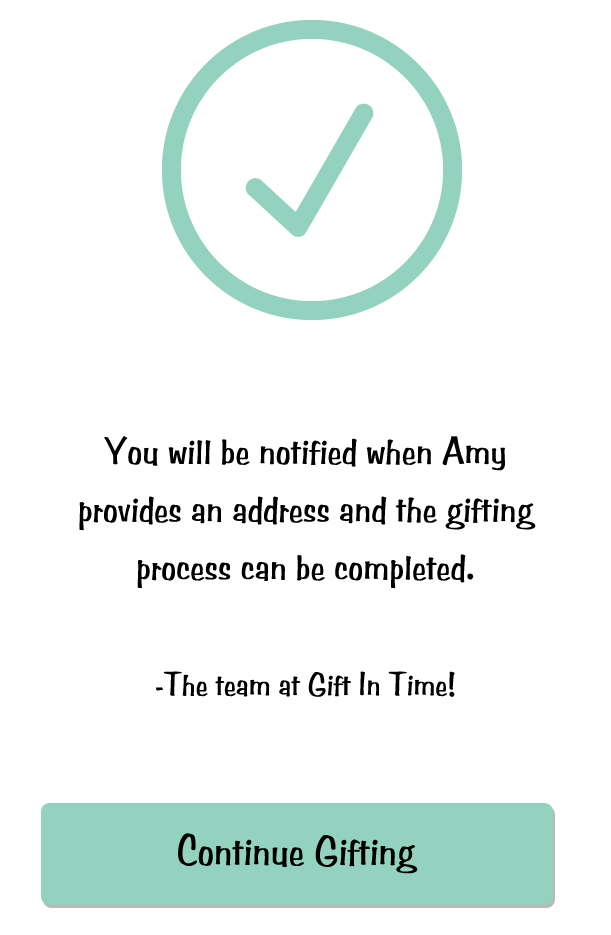 You will be notified when Amy
provides an address and the gifting
process can be completed.
-The team at Gift In Time!
Continue Gifting